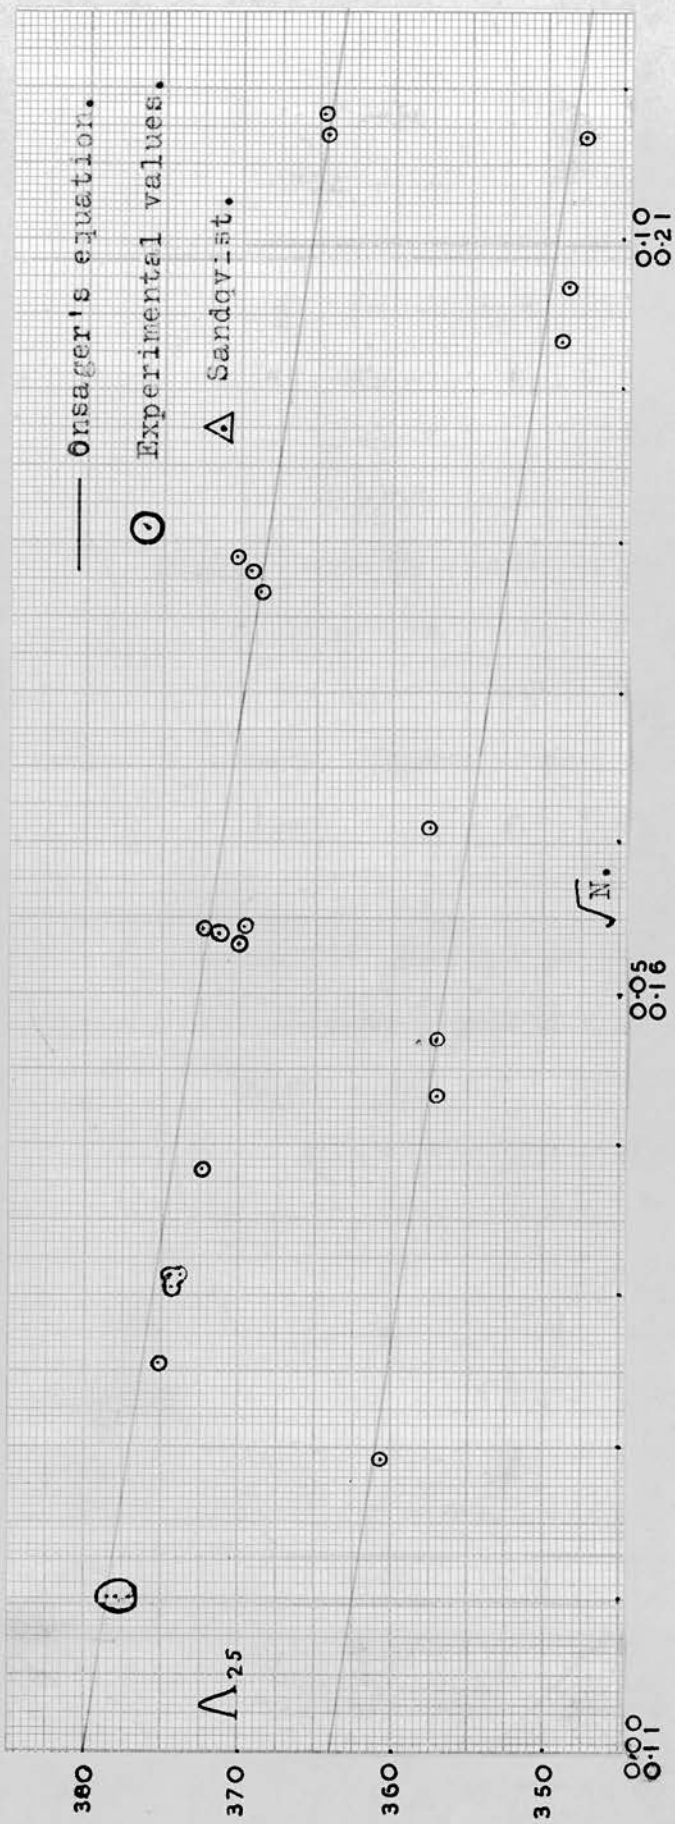 Onsager's equation.
Experimental values.
Sandqvist.
Λ₂₅
380
370
360
350
0·00 0·05 0·10
0·11 0·16 0·21
√N.